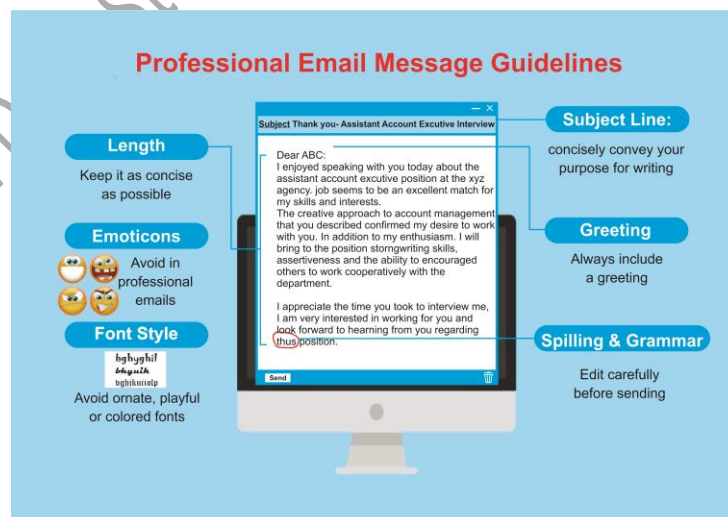 Professional Email Message Guidelines
Length
Keep it as concise
as possible
Emoticons
Avoid in
professional
emails
Font Style
bghyghil
bhguik
bghikuiiolp
Avoid ornate, playful
or colored fonts
Subject Thank you- Assistant Account Excutive Interview
Dear ABC:
I enjoyed speaking with you today about the
assistant account excutive position at the xyz
agency. job seems to be an excellent match for
my skills and interests.
The creative approach to account management
that you described confirmed my desire to work
with you. In addition to my enthusiasm. I will
bring to the position storngwriting skills,
assertiveness and the ability to encouraged
others to work cooperatively with the
department.
I appreciate the time you took to interview me,
I am very interested in working for you and
look forward to hearning from you regarding
thus position.
Send
Subject Line:
concisely convey your
purpose for writing
Greeting
Always include
a greeting
Spilling & Grammar
Edit carefully
before sending